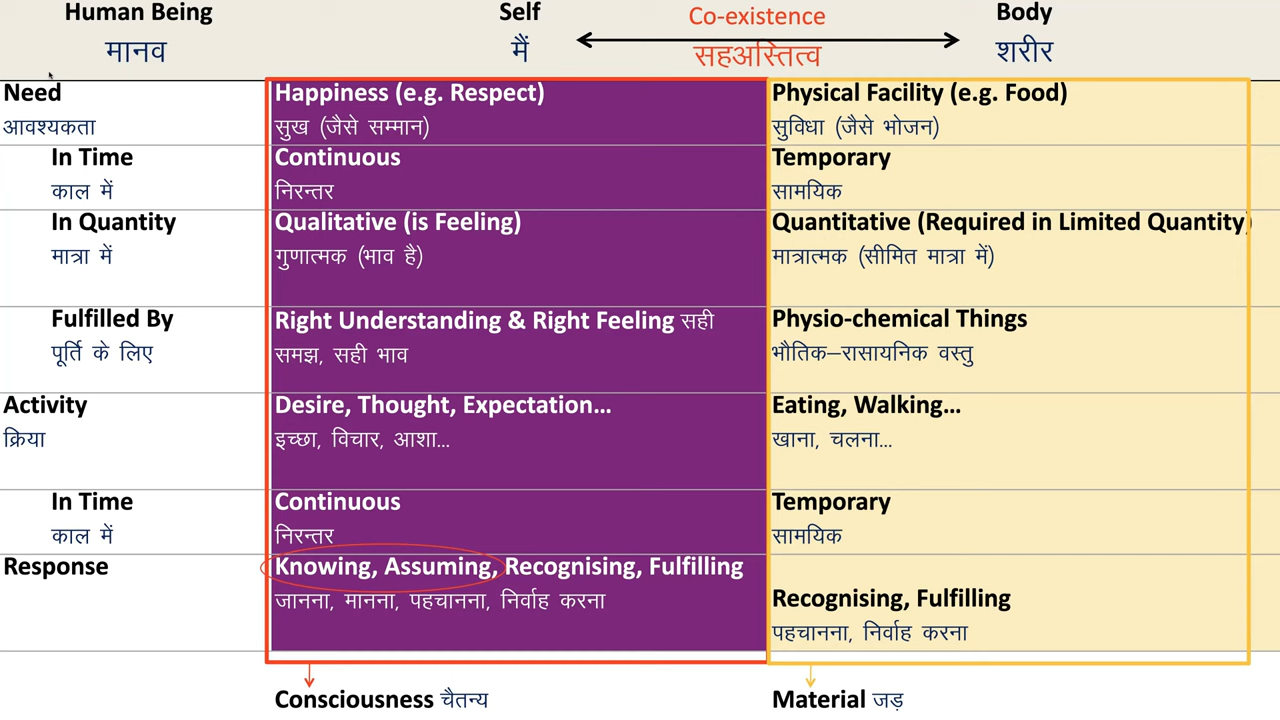 Human Being Self Co-existence Body
मानव मैं सहअस्तित्व शरीर
Need Happiness (e.g. Respect) Physical Facility (e.g. Food)
आवश्यकता सुख (जैसे सम्मान) सुविधा (जैसे भोजन)
In Time Continuous Temporary
काल में निरन्तर सामयिक
In Quantity Qualitative (is Feeling) Quantitative (Required in Limited Quantity)
मात्रा में गुणात्मक (भाव है) मात्रात्मक (सीमित मात्रा में)
Fulfilled By Right Understanding & Right Feeling सही Physio-chemical Things
पूर्ति के लिए समझ, सही भाव भौतिक–रासायनिक वस्तु
Activity Desire, Thought, Expectation… Eating, Walking…
क्रिया इच्छा, विचार, आशा… खाना, चलना…
In Time Continuous Temporary
काल में निरन्तर सामयिक
Response Knowing, Assuming, Recognising, Fulfilling
जानना, मानना, पहचानना, निर्वाह करना Recognising, Fulfilling
पहचानना, निर्वाह करना
Consciousness चैतन्य Material जड़